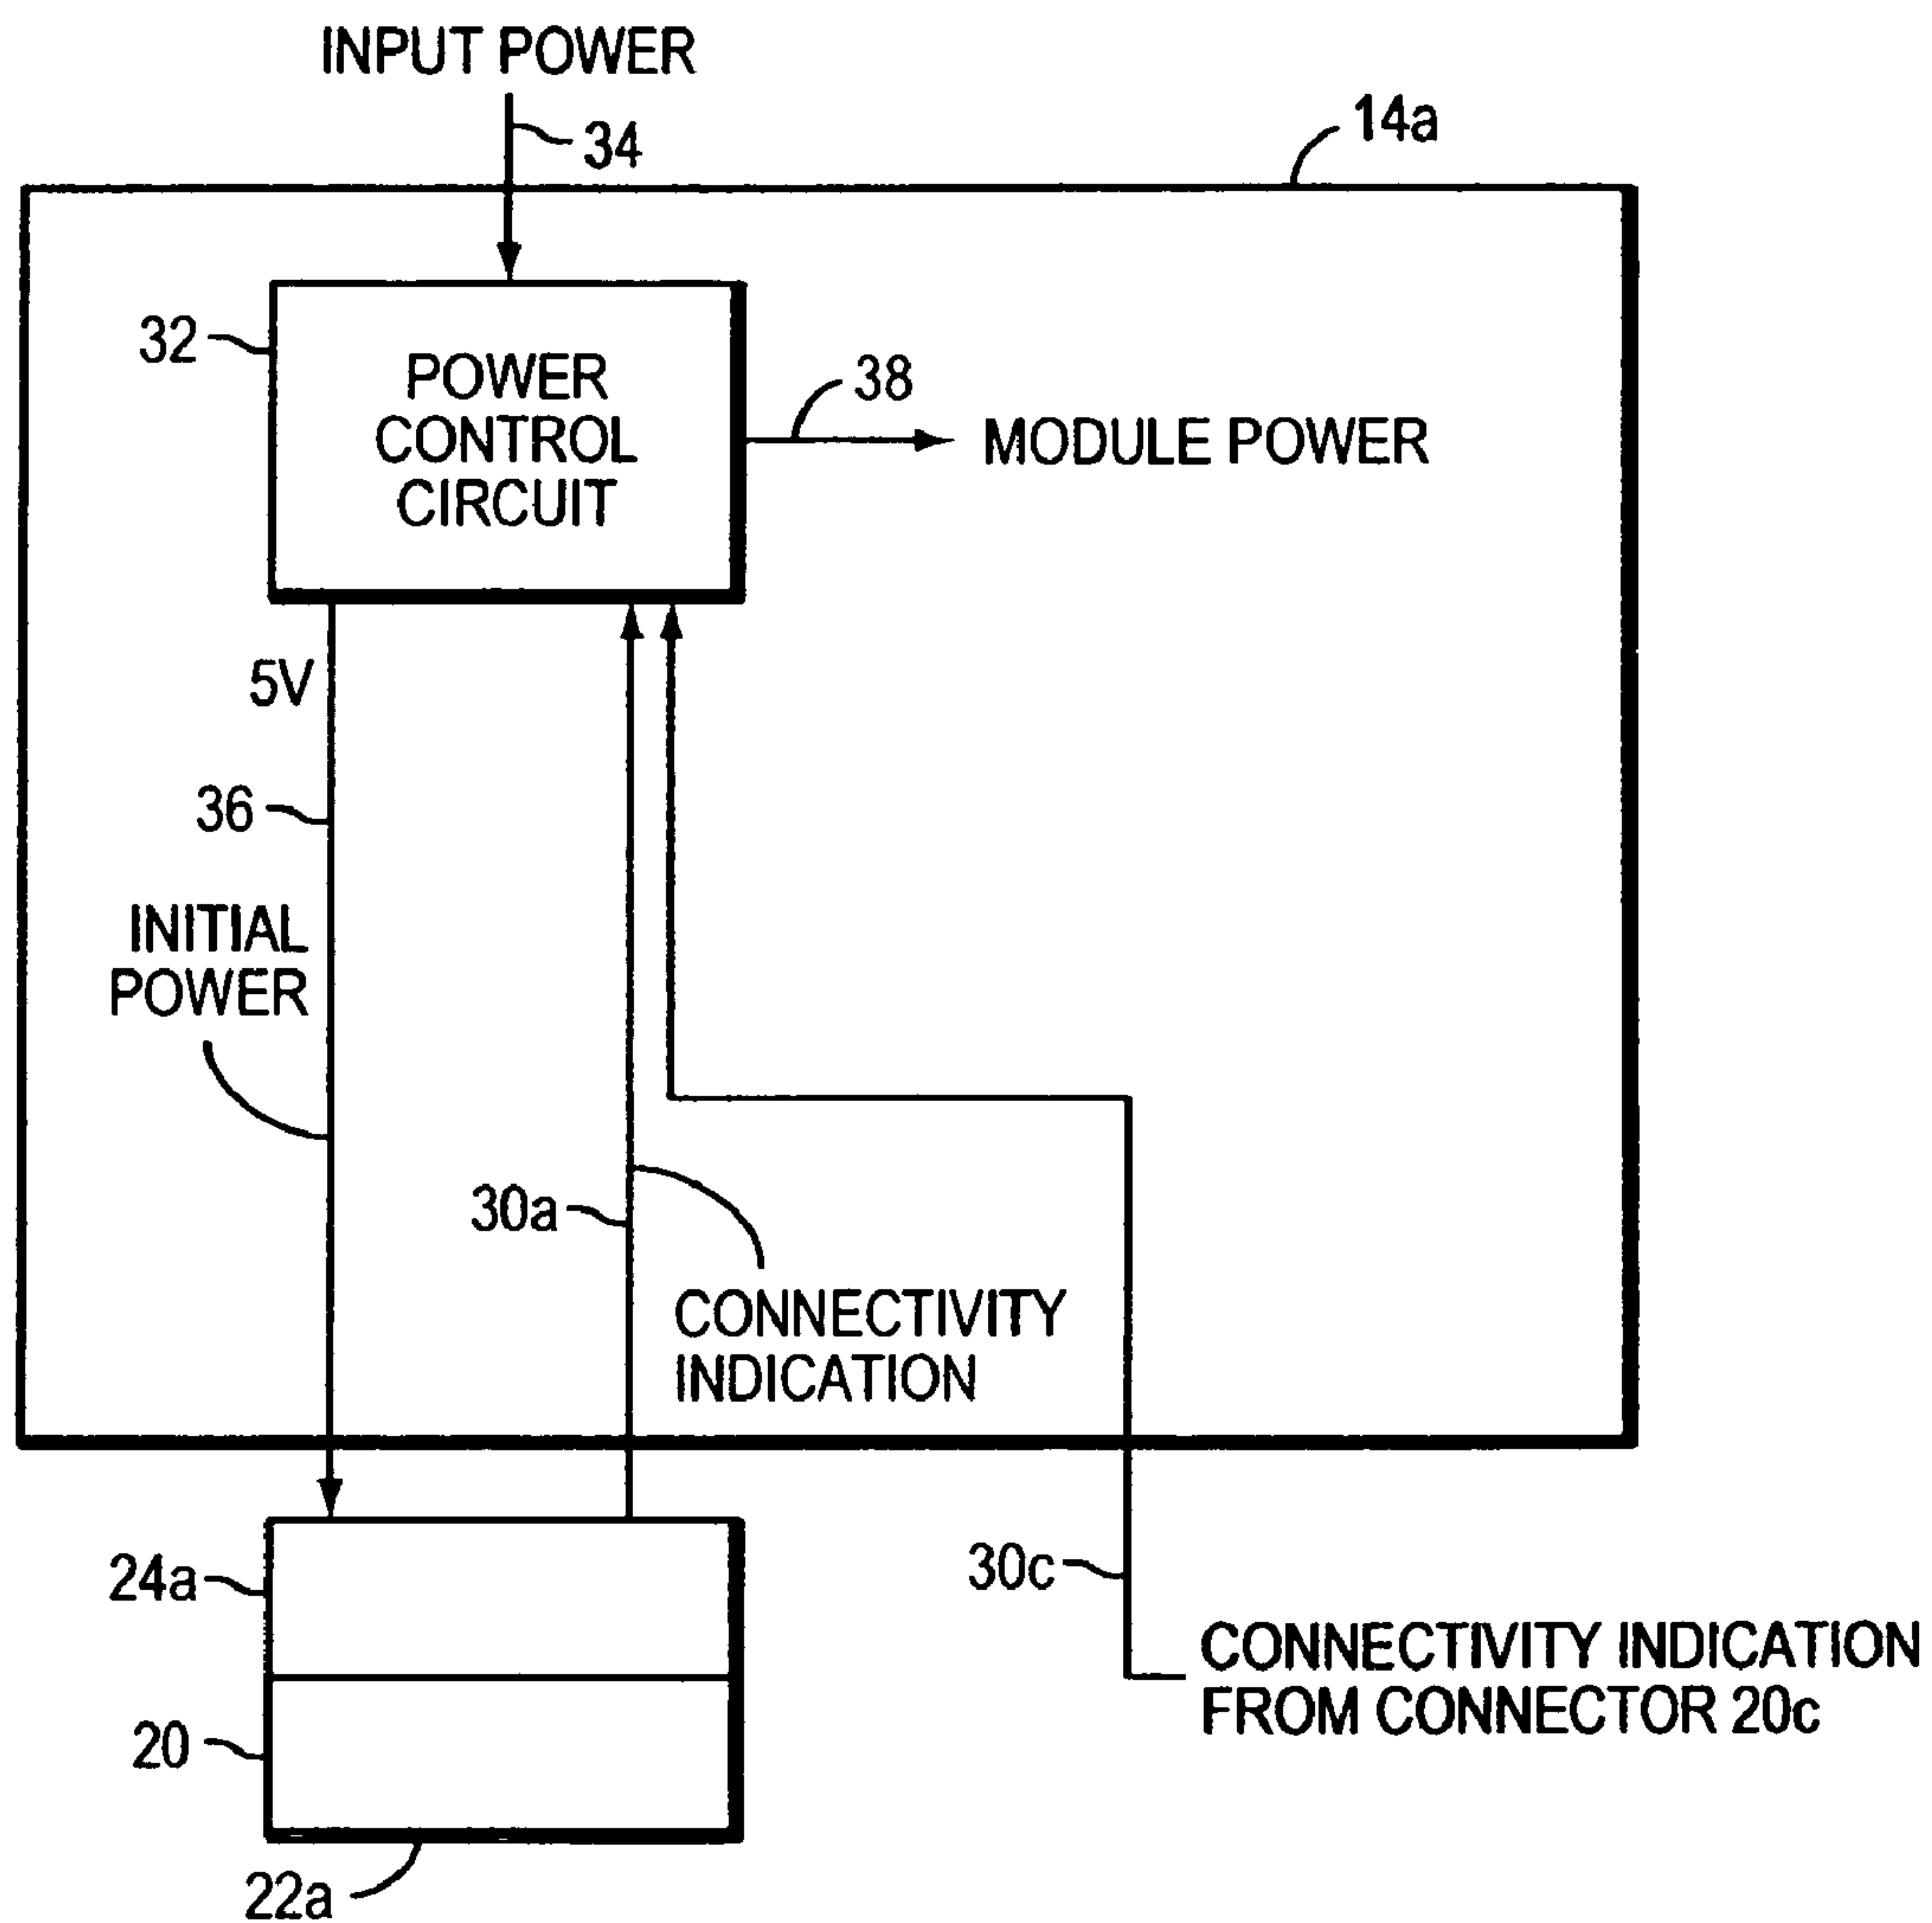 INPUT POWER
34
14a
32
POWER
CONTROL
CIRCUIT
38
MODULE POWER
5V
36
INITIAL
POWER
30a
CONNECTIVITY
INDICATION
24a
30c
CONNECTIVITY INDICATION
FROM CONNECTOR 20c
20
22a